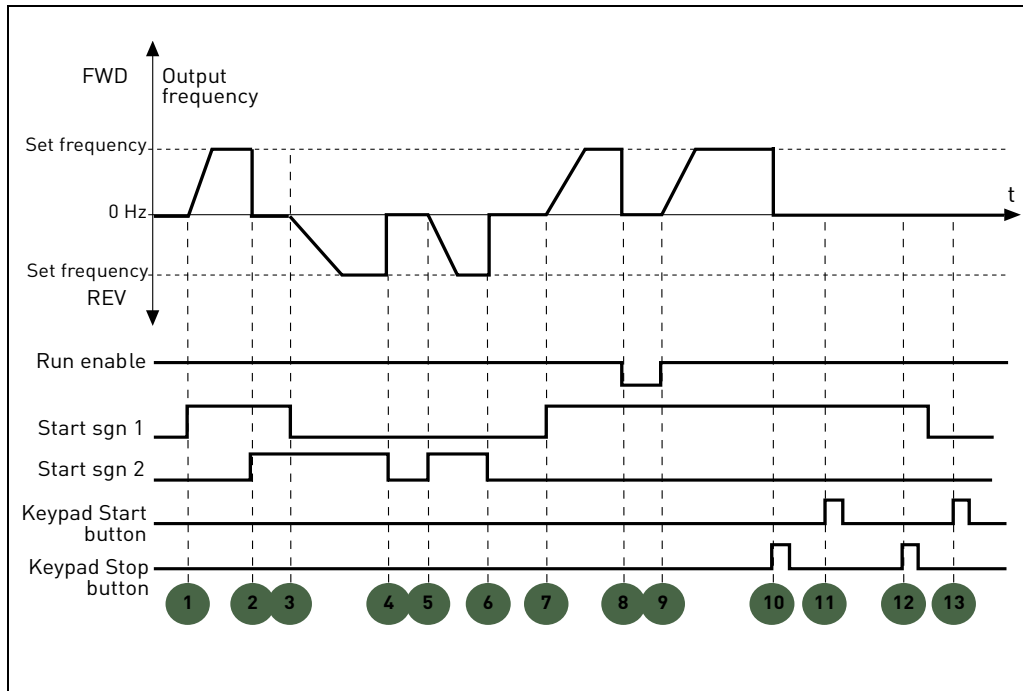 FWD
Output
frequency
Set frequency
t
0 Hz
Set frequency
REV
Run enable
Start sgn 1
Start sgn 2
Keypad Start
button
Keypad Stop
button
1 2 3 4 5 6 7 8 9 10 11 12 13